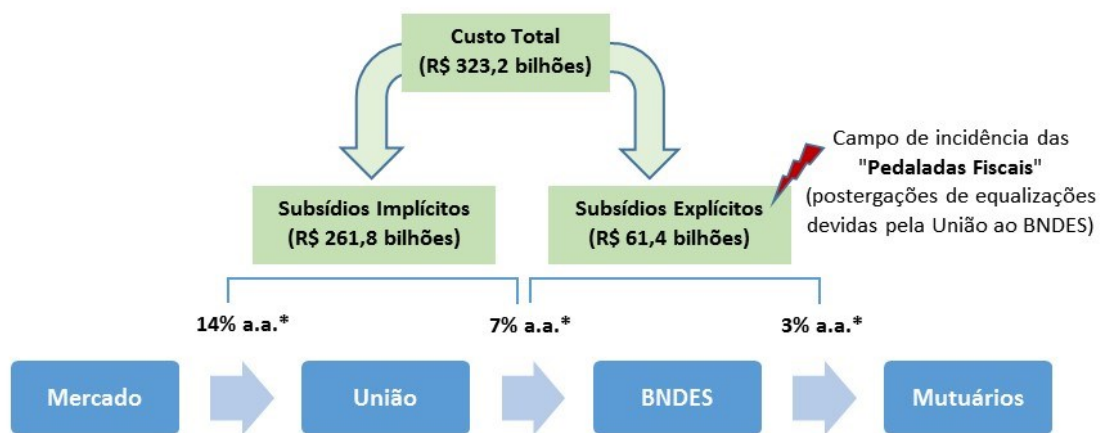 Custo Total
(R$ 323,2 bilhões)
Campo de incidência das
"Pedaladas Fiscais"
(postergações de equalizações
devidas pela União ao BNDES)
Subsídios Implícitos
(R$ 261,8 bilhões)
Subsídios Explícitos
(R$ 61,4 bilhões)
14% a.a.*
7% a.a.*
3% a.a.*
Mercado
União
BNDES
Mutuários